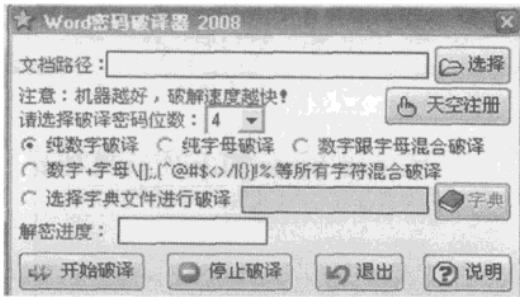 Word密码破译器 2008
文档路径： 选择
注意：机器越好，破解速度越快！
天空注册
请选择破译密码位数： 4
纯数字破译 纯字母破译 数字跟字母混合破译
数字+字母\[];,(^@#$<>/|{})!%.等所有字符混合破译
选择字典文件进行破译 字典
解密进度：
开始破译 停止破译 退出 说明